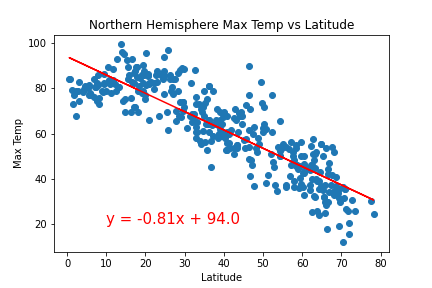 Northern Hemisphere Max Temp vs Latitude
100
80
60
40
20
Max Temp
y = -0.81x + 94.0
0 10 20 30 40 50 60 70 80
Latitude